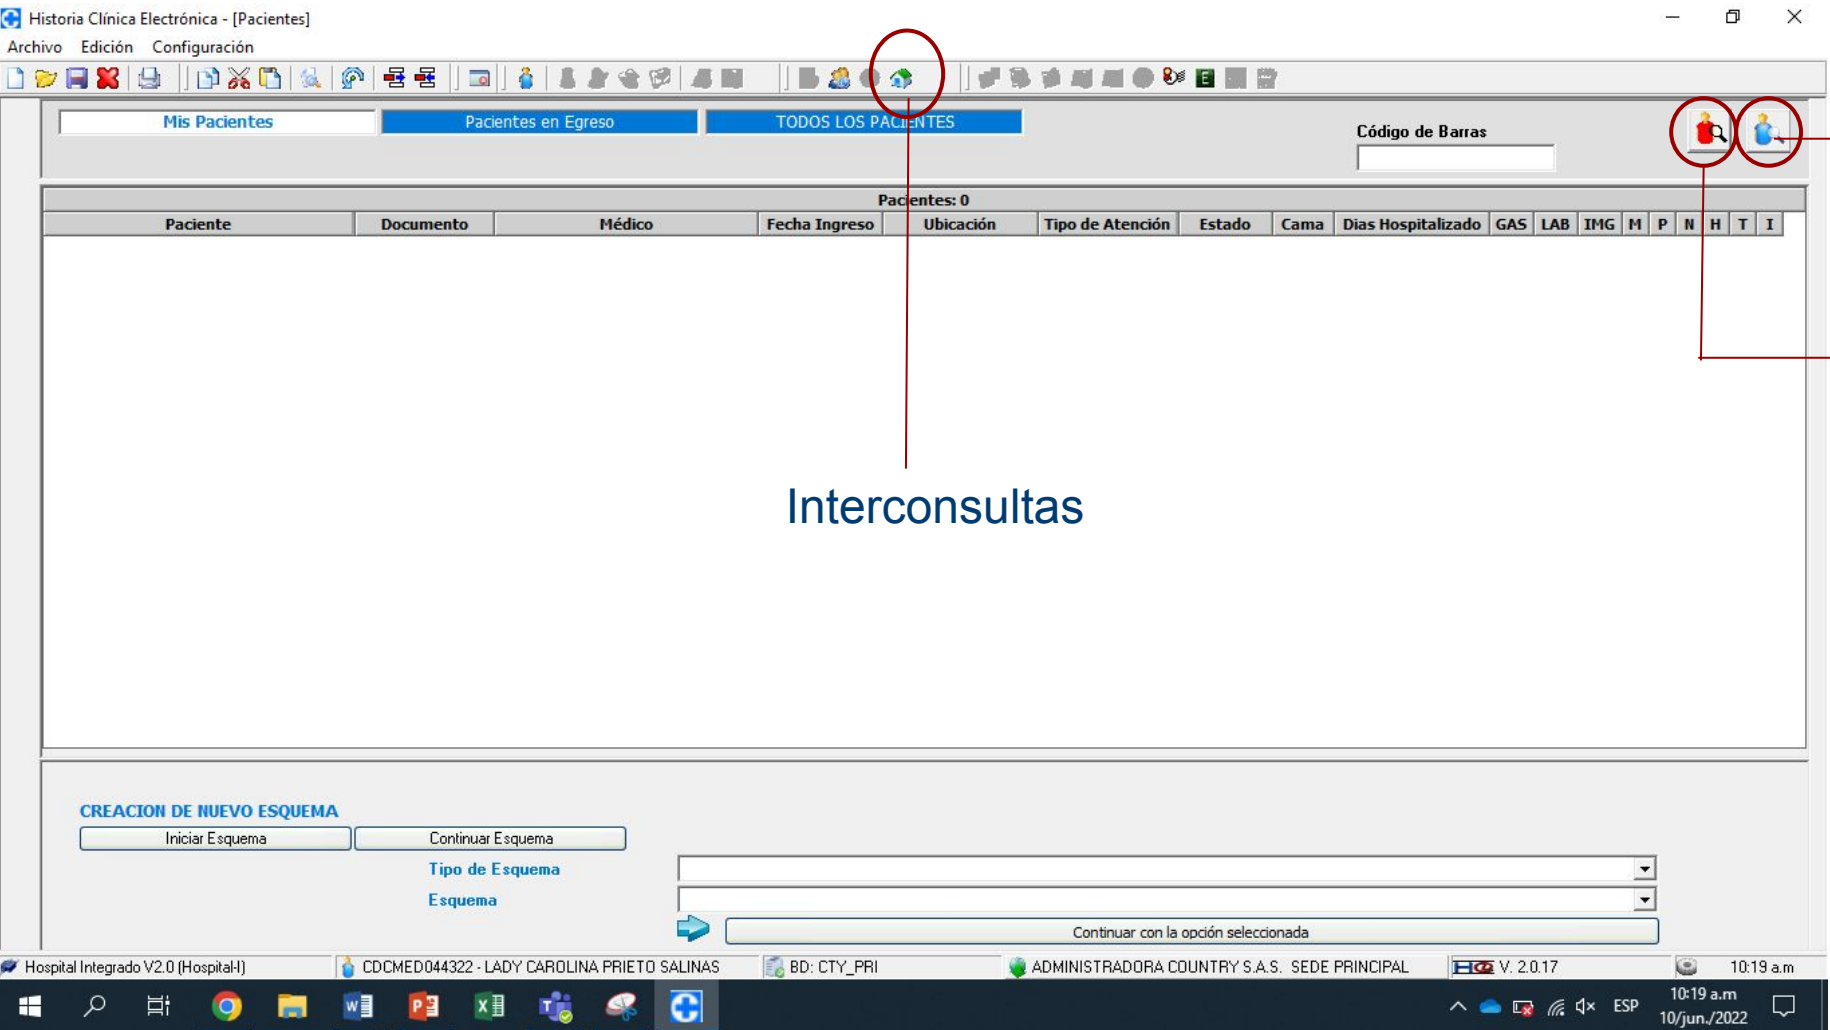 Historia Clínica Electrónica - [Pacientes]
Archivo Edición Configuración
Mis Pacientes Pacientes en Egreso TODOS LOS PACIENTES
Código de Barras
Pacientes: 0
Paciente Documento Médico Fecha Ingreso Ubicación Tipo de Atención Estado Cama Dias Hospitalizado GAS LAB IMG M P N H T I
Interconsultas
CREACION DE NUEVO ESQUEMA
Iniciar Esquema Continuar Esquema
Tipo de Esquema
Esquema
Continuar con la opción seleccionada
Hospital Integrado V2.0 (Hospital-I) CDCMED044322 - LADY CAROLINA PRIETO SALINAS BD: CTY_PRI ADMINISTRADORA COUNTRY S.A.S. SEDE PRINCIPAL V. 2.0.17 10:19 a.m
ESP 10:19 a.m
10/jun./2022